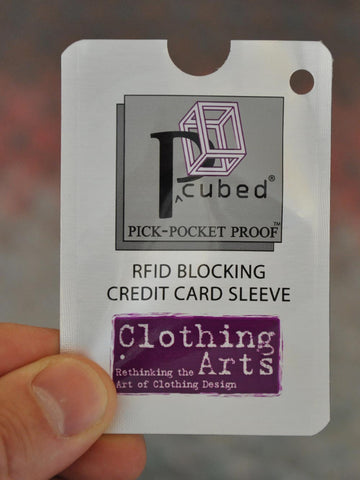 P^cubed®
PICK-POCKET PROOF™
RFID BLOCKING
CREDIT CARD SLEEVE
Clothing
Arts
Rethinking the
Art of Clothing Design